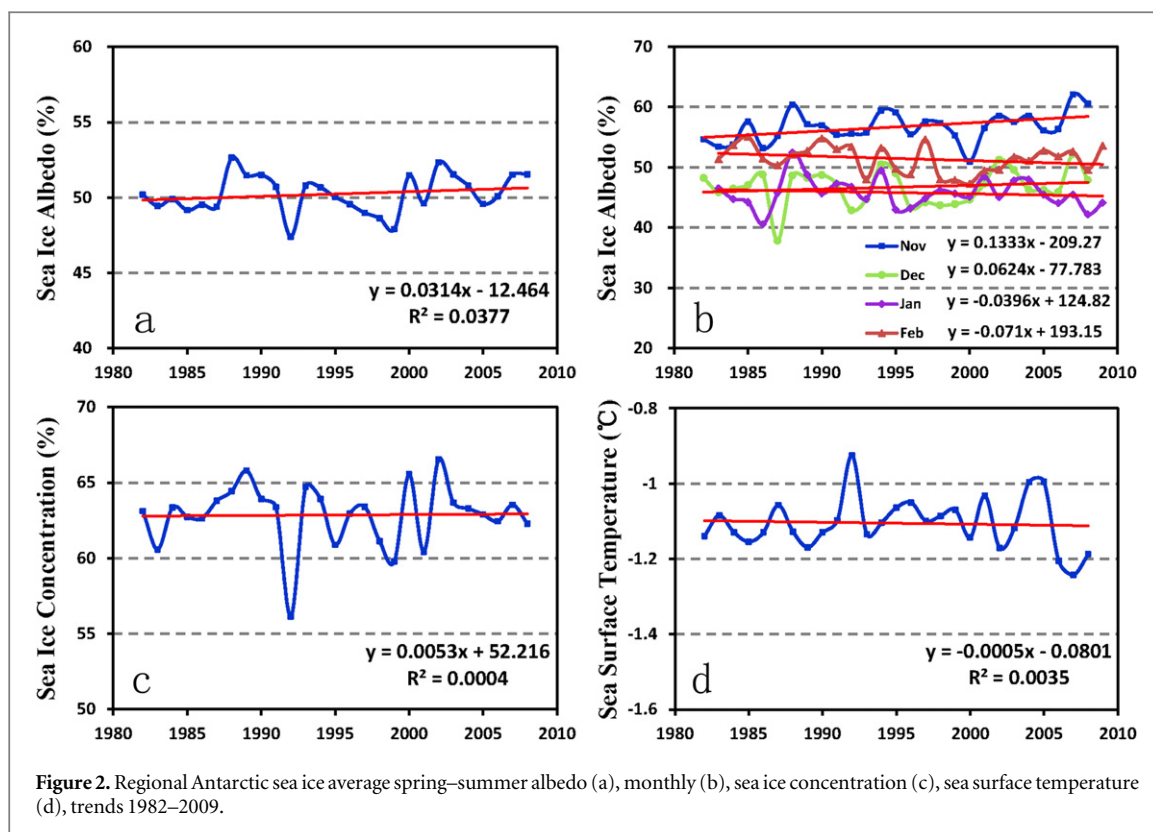 Sea Ice Albedo (%)
60
55
50
45
40
1980 1985 1990 1995 2000 2005 2010
y = 0.0314x - 12.464
R² = 0.0377
a
Sea Ice Albedo (%)
70
60
50
40
30
20
1980 1985 1990 1995 2000 2005 2010
Nov y = 0.1333x - 209.27
Dec y = 0.0624x - 77.783
Jan y = -0.0396x + 124.82
Feb y = -0.071x + 193.15
b
Sea Ice Concentration (%)
70
65
60
55
50
1980 1985 1990 1995 2000 2005 2010
y = 0.0053x + 52.216
R² = 0.0004
c
Sea Surface Temperature (℃)
-0.8
-1
-1.2
-1.4
-1.6
1980 1985 1990 1995 2000 2005 2010
y = -0.0005x - 0.0801
R² = 0.0035
d
Figure 2. Regional Antarctic sea ice average spring–summer albedo (a), monthly (b), sea ice concentration (c), sea surface temperature
(d), trends 1982–2009.